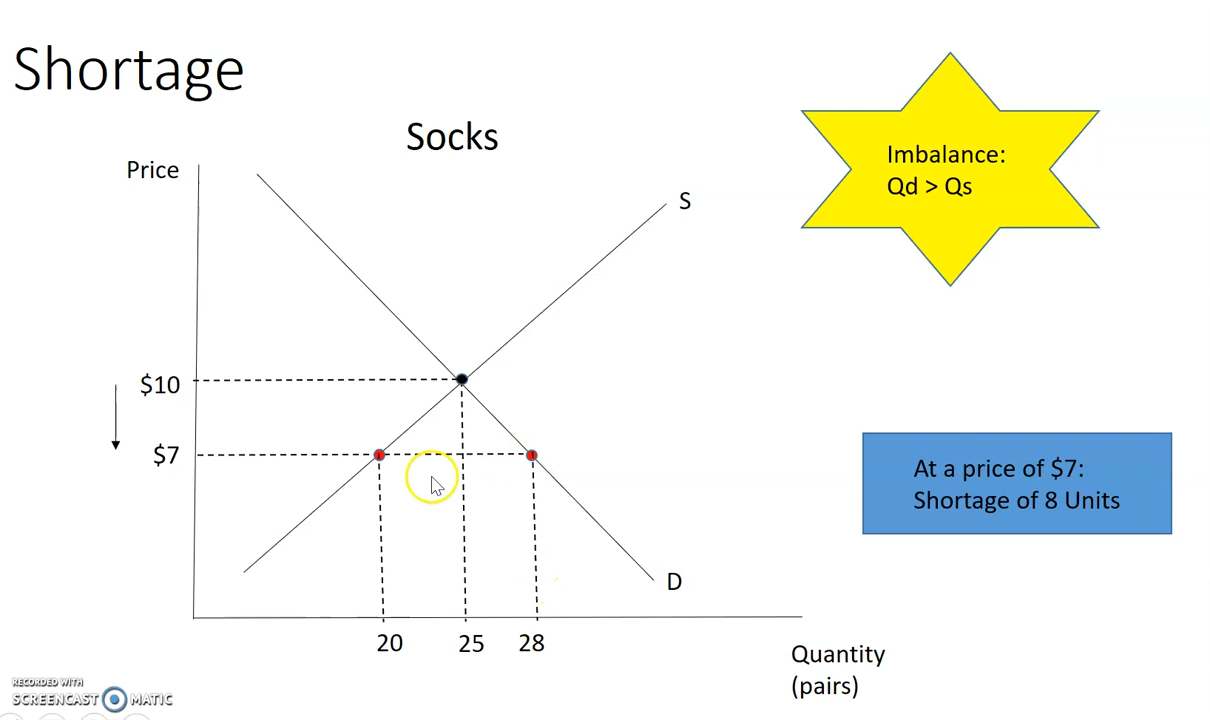 Shortage
Socks
Price
S
Imbalance:
Qd > Qs
$10
$7
At a price of $7:
Shortage of 8 Units
D
20
25
28
Quantity
(pairs)
RECORDED WITH
SCREENCAST MATIC